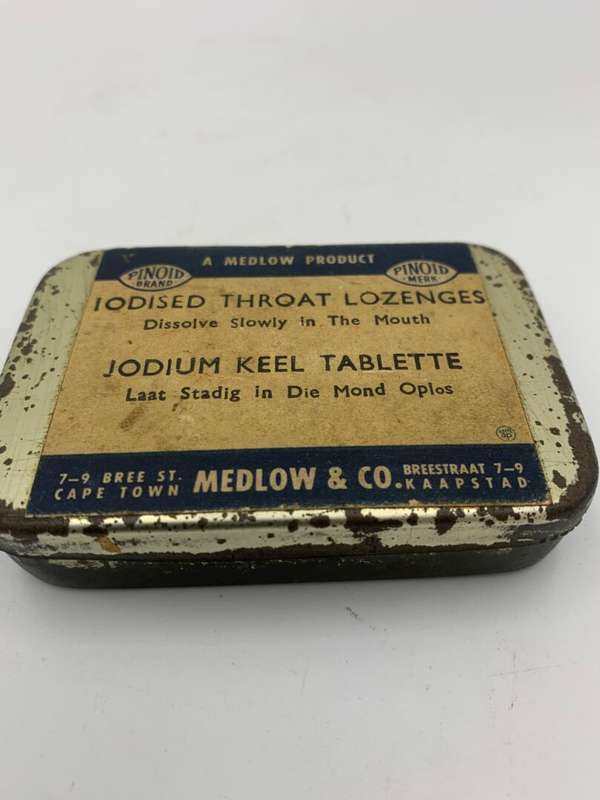 A MEDLOW PRODUCT
PINOID BRAND
PINOID MERK
IODISED THROAT LOZENGES
Dissolve Slowly in The Mouth
JODIUM KEEL TABLETTE
Laat Stadig in Die Mond Oplos
7-9 BREE ST. CAPE TOWN
MEDLOW & CO.
BREESTRAAT 7-9 KAAPSTAD